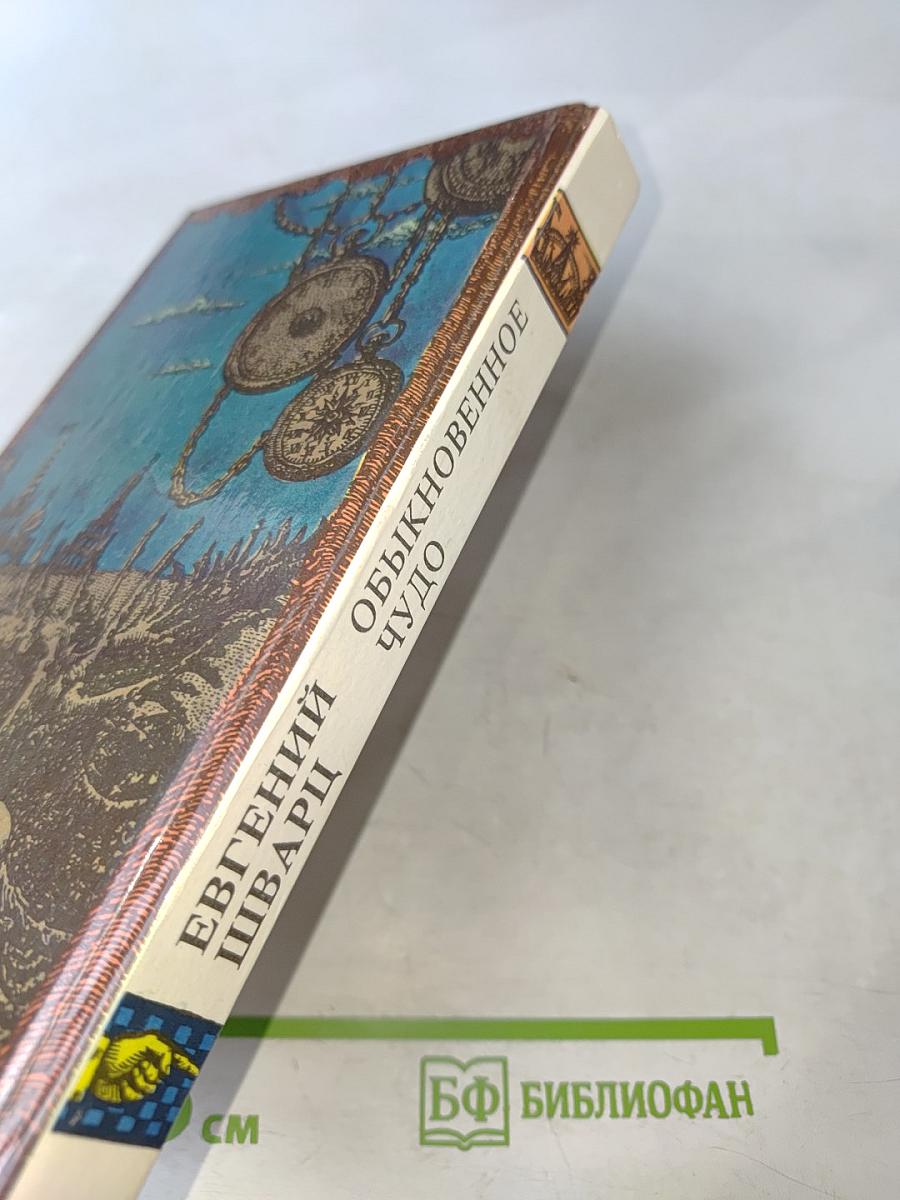 ЕВГЕНИЙ
ШВАРЦ
ОБЫКНОВЕННОЕ
ЧУДО
см
БФ БИБЛИОФАН